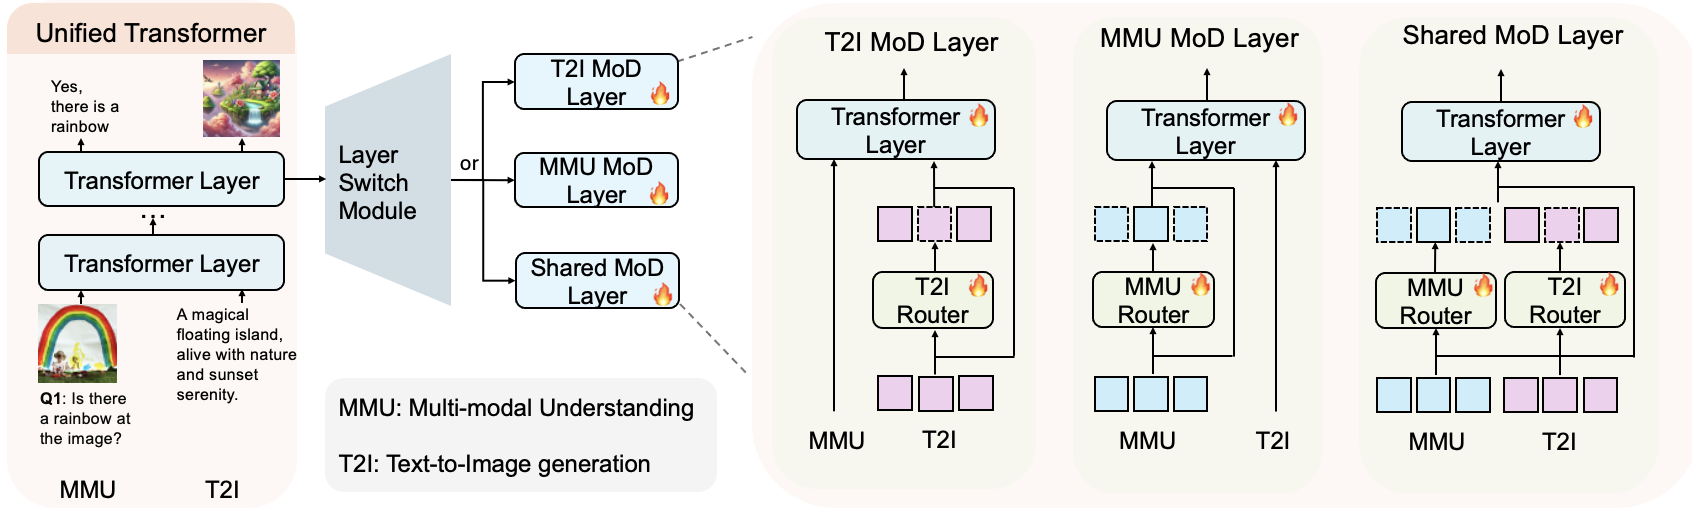 Unified Transformer
Yes,
there is a
rainbow
Transformer Layer
...
Transformer Layer
Q1: Is there
a rainbow at
the image?
A magical
floating island,
alive with nature
and sunset
serenity.
MMU
T2I
Layer
Switch
Module
or
T2I MoD
Layer
MMU MoD
Layer
Shared MoD
Layer
MMU: Multi-modal Understanding
T2I: Text-to-Image generation
T2I MoD Layer
Transformer
Layer
T2I
Router
MMU
T2I
MMU MoD Layer
Transformer
Layer
MMU
Router
MMU
T2I
Shared MoD Layer
Transformer
Layer
MMU
Router
T2I
Router
MMU
T2I